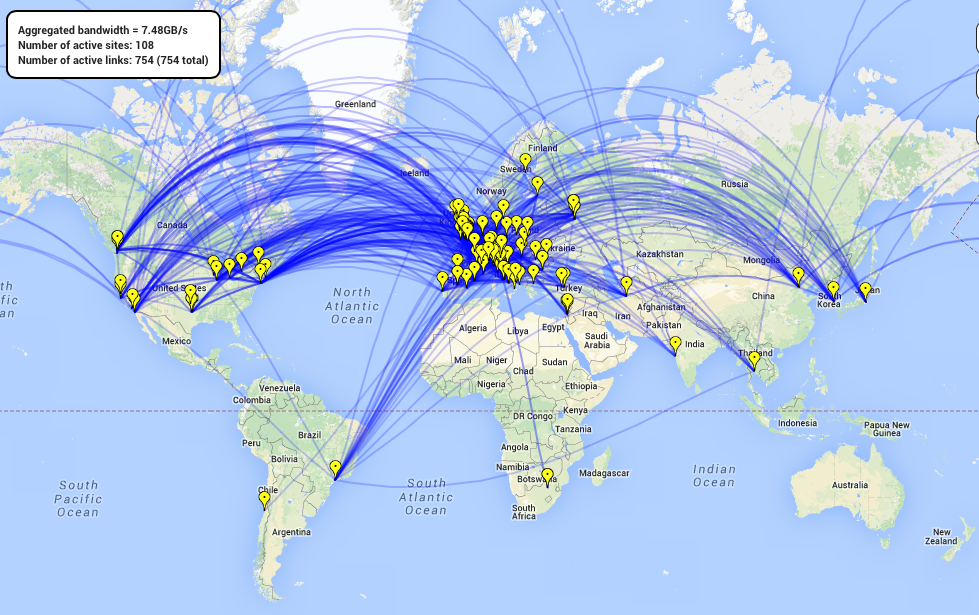 Aggregated bandwidth = 7.48GB/s
Number of active sites: 108
Number of active links: 754 (754 total)
Greenland
Iceland
Finland
Norway
Russia
Canada
Kazakhstan
Mongolia
United States
North
Atlantic
Ocean
Turkey
China
South
Korea
Afghanistan
Iraq
Iran
Pakistan
Mexico
Algeria
Libya
Egypt
Saudi
Arabia
India
Mali
Niger
Chad
Sudan
Venezuela
Colombia
Nigeria
Ethiopia
DR Congo
Kenya
Tanzania
Indonesia
Papua New
Guinea
Peru
Brazil
Bolivia
Angola
Namibia
Madagascar
South
Pacific
Ocean
Chile
South
Atlantic
Ocean
Indian
Ocean
Australia
South
Africa
Argentina
New
Zealand